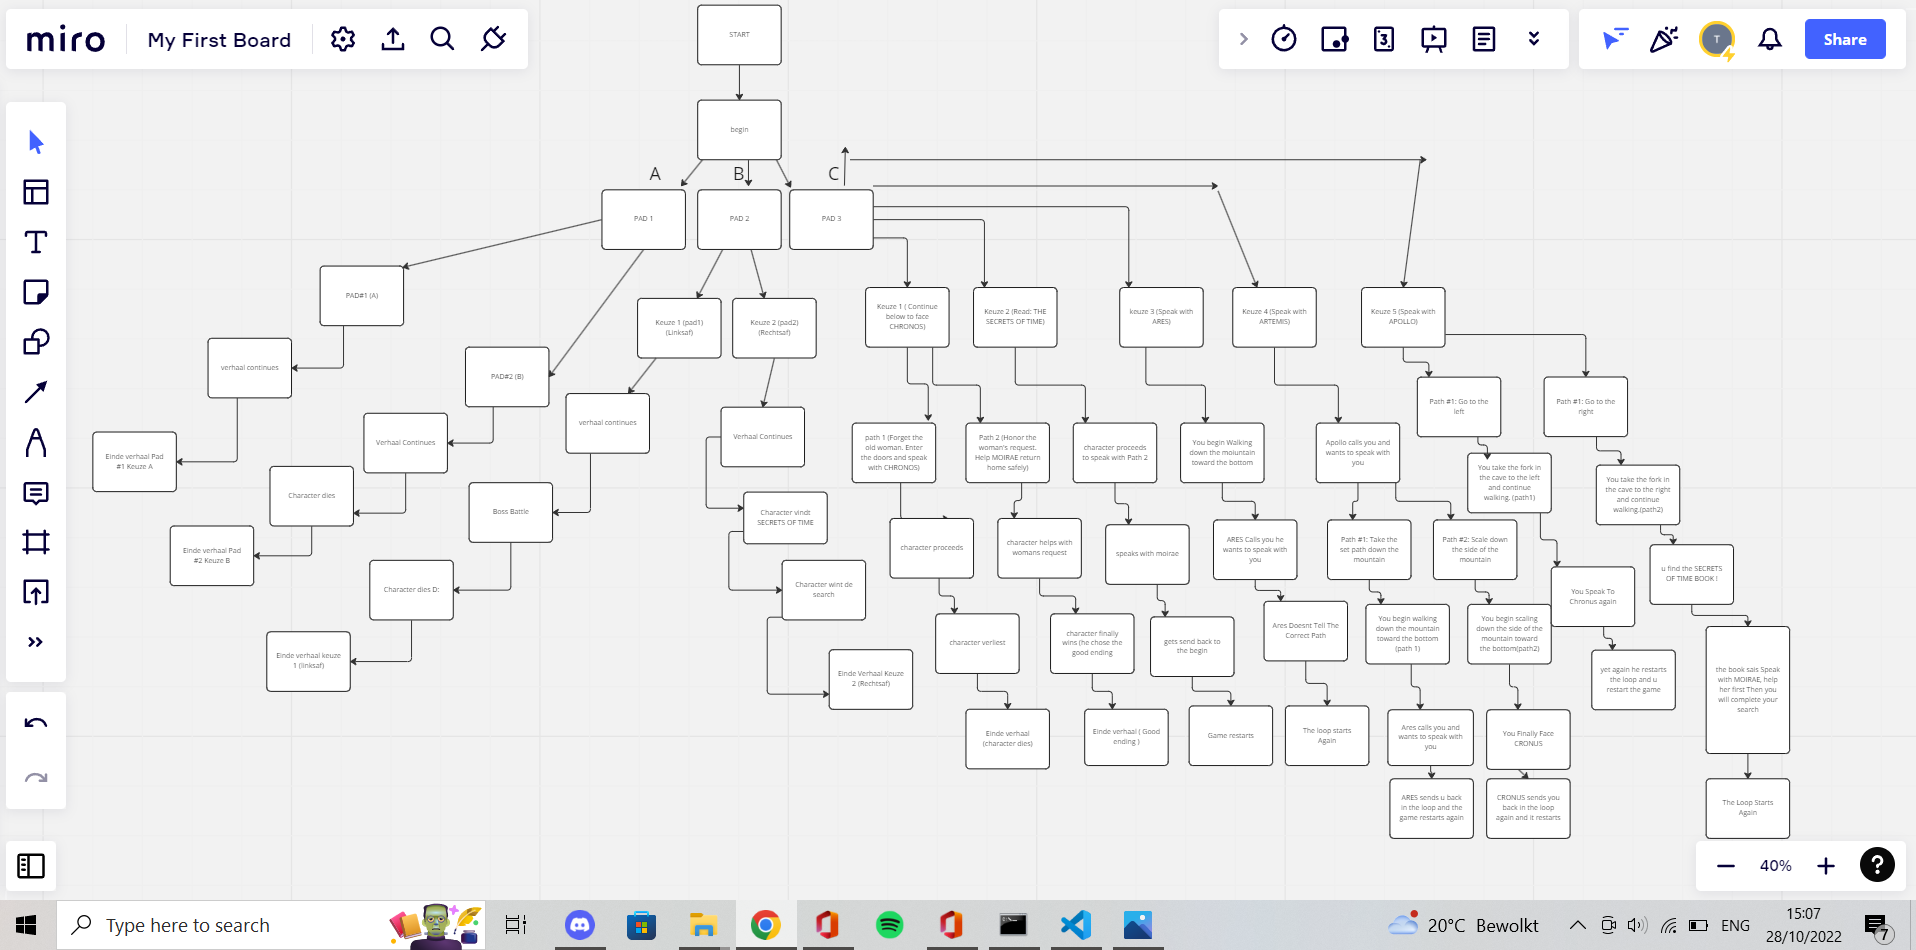 miro
My First Board
3
T
Share
START
begin
A
B
C
PAD 1
PAD 2
PAD 3
PAD#1 (A)
verhaal continues
Einde verhaal Pad
#1 Keuze A
PAD#2 (B)
Verhaal Continues
Character dies
Einde verhaal Pad
#2 Keuze B
Keuze 1 (pad1)
(Linksaf)
Keuze 2 (pad2)
(Rechtsaf)
verhaal continues
Boss Battle
Character dies D:
Einde verhaal keuze
1 (linksaf)
Verhaal Continues
Character vindt
SECRETS OF TIME
Character wint de
search
Einde Verhaal Keuze
2 (Rechtsaf)
Keuze 1 ( Continue
below to face
CHRONOS)
Keuze 2 (Read: THE
SECRETS OF TIME)
keuze 3 (Speak with
ARES)
Keuze 4 (Speak with
ARTEMIS)
Keuze 5 (Speak with
APOLLO)
path 1 (Forget the
old woman. Enter
the doors and speak
with CHRONOS)
Path 2 (Honor the
woman's request.
Help MOIRAE return
home safely)
character proceeds
to speak with Path 2
You begin Walking
down the moiuntain
toward the bottom
Apollo calls you and
wants to speak with
you
Path #1: Go to the
left
Path #1: Go to the
right
You take the fork in
the cave to the left
and continue
walking. (path1)
You take the fork in
the cave to the right
and continue
walking.(path2)
character proceeds
character helps with
womans request
speaks with moirae
ARES Calls you he
wants to speak with
you
Path #1: Take the
set path down the
mountain
Path #2: Scale down
the side of the
mountain
You Speak To
Chronus again
u find the SECRETS
OF TIME BOOK !
character verliest
character finally
wins (he chose the
good ending
gets send back to
the begin
Ares Doesnt Tell The
Correct Path
You begin walking
down the mountain
toward the bottom
(path 1)
You begin scaling
down the side of the
mountain toward
the bottom(path2)
yet again he restarts
the loop and u
restart the game
the book sais Speak
with MOIRAE, help
her first Then you
will complete your
search
Einde verhaal
(character dies)
Einde verhaal ( Good
ending )
Game restarts
The loop starts
Again
Ares calls you and
wants to speak with
you
You Finally Face
CRONUS
ARES sends u back
in the loop and the
game restarts again
CRONUS sends you
back in the loop
again and it restarts
The Loop Starts
Again
40%
?
Type here to search
20°C Bewolkt
ENG
15:07
28/10/2022
7